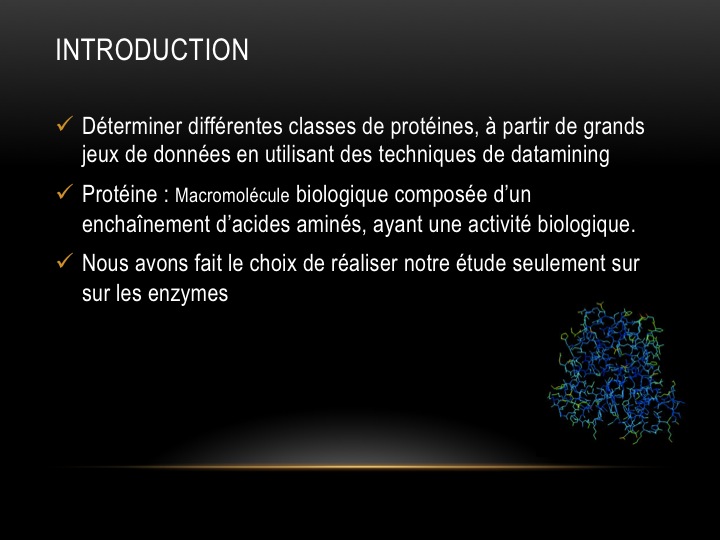 INTRODUCTION
Déterminer différentes classes de protéines, à partir de grands
jeux de données en utilisant des techniques de datamining
Protéine : Macromolécule biologique composée d’un
enchaînement d’acides aminés, ayant une activité biologique.
Nous avons fait le choix de réaliser notre étude seulement sur
sur les enzymes